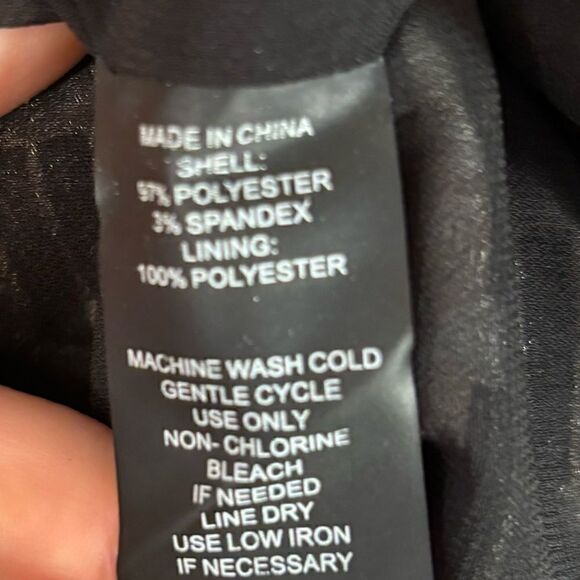 MADE IN CHINA
SHELL:
97% POLYESTER
3% SPANDEX
LINING:
100% POLYESTER
MACHINE WASH COLD
GENTLE CYCLE
USE ONLY
NON-CHLORINE
BLEACH
IF NEEDED
LINE DRY
USE LOW IRON
IF NECESSARY